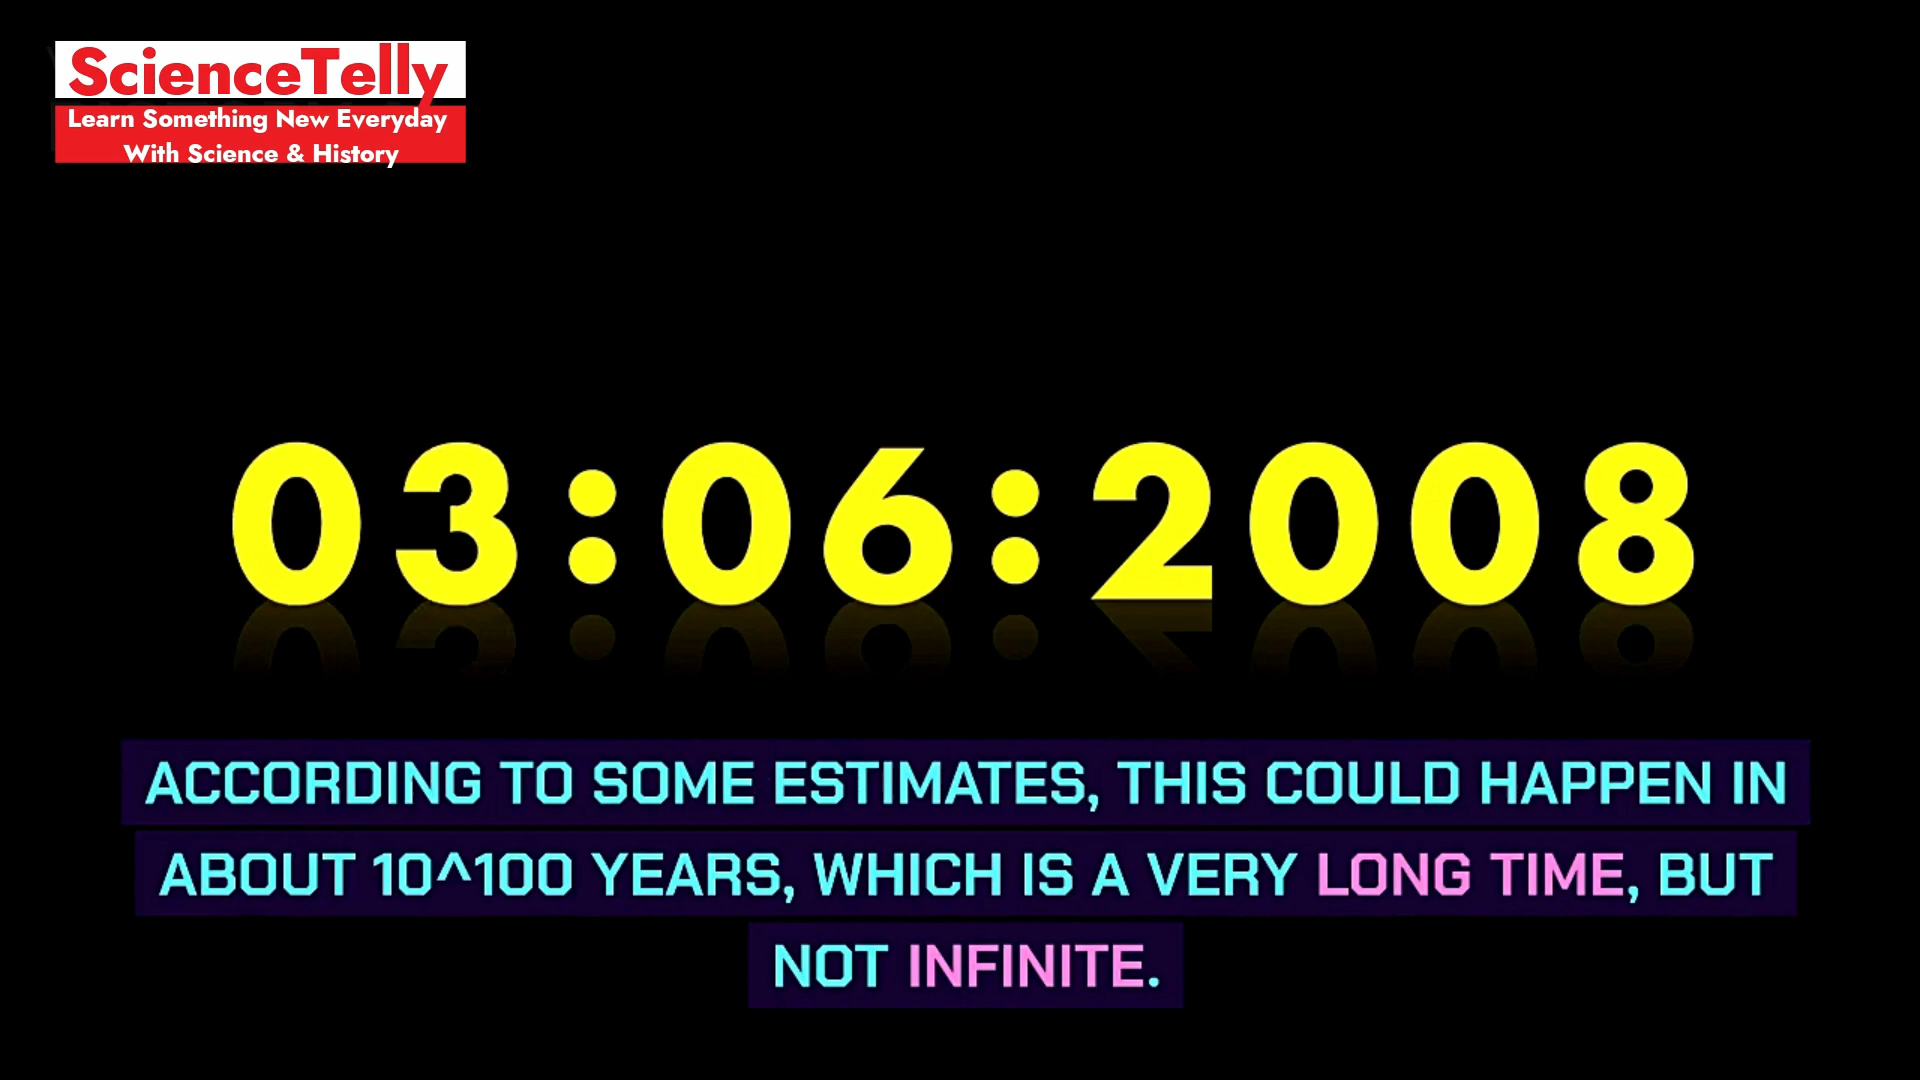 ScienceTelly
Learn Something New Everyday
With Science & History
03:06:2008
ACCORDING TO SOME ESTIMATES, THIS COULD HAPPEN IN
ABOUT 10^100 YEARS, WHICH IS A VERY LONG TIME, BUT
NOT INFINITE.